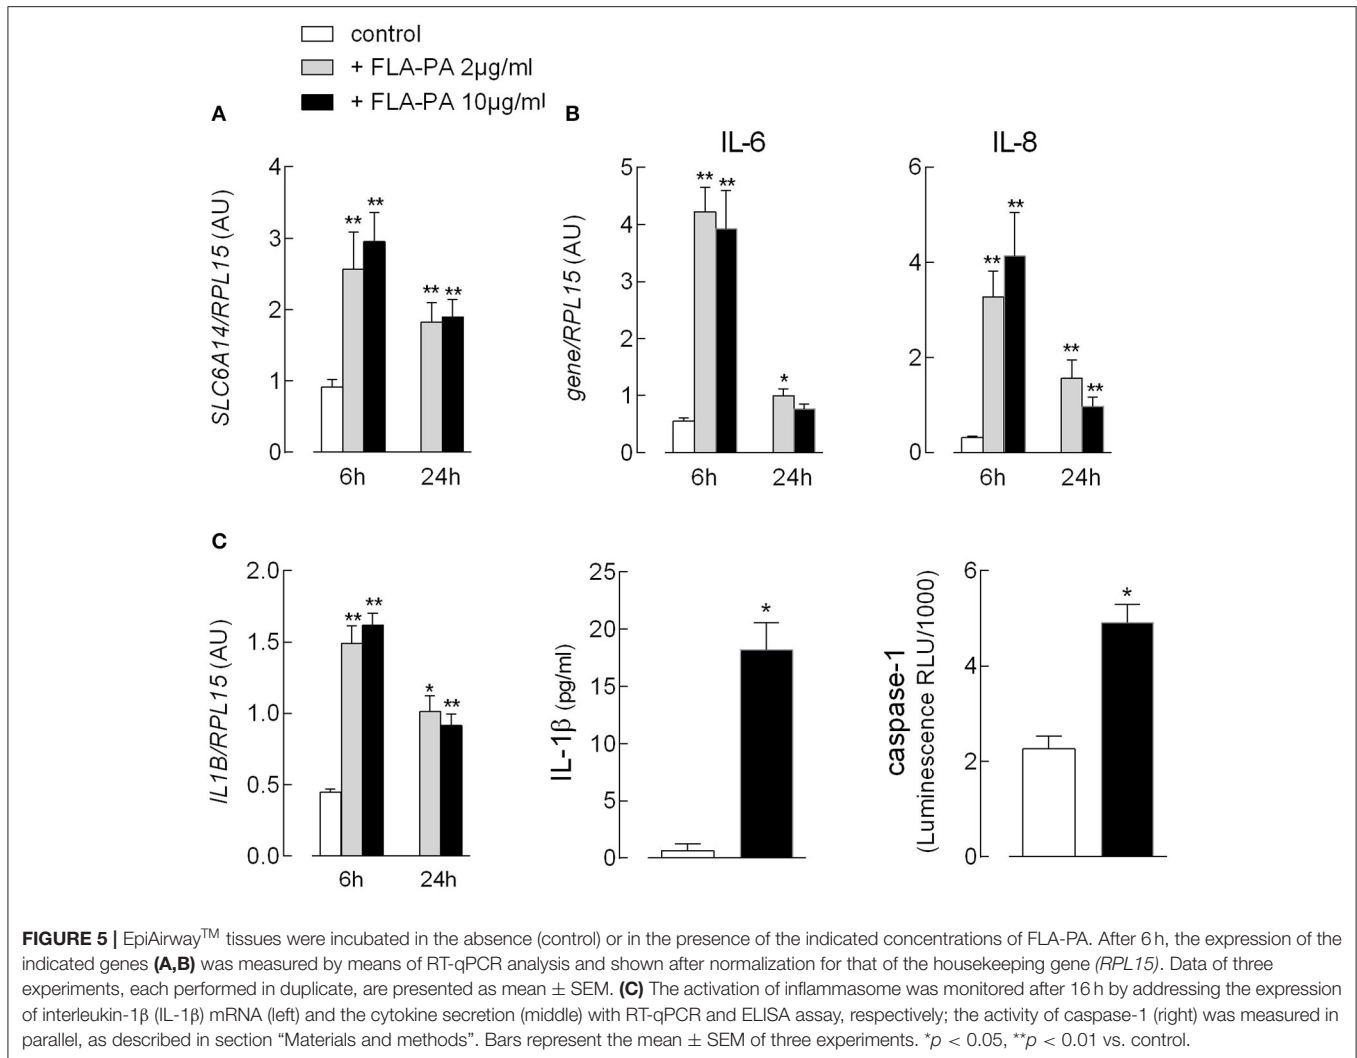 control
+ FLA-PA 2µg/ml
+ FLA-PA 10µg/ml
A
SLC6A14/RPL15 (AU)
4
3
2
1
0
** ** ** **
6h 24h
B
IL-6
gene/RPL15 (AU)
5
4
3
2
1
0
** ** *
6h 24h
IL-8
6
4
2
0
** ** ** **
6h 24h
C
IL1B/RPL15 (AU)
2.0
1.5
1.0
0.5
0.0
** ** * **
6h 24h
IL-1β (pg/ml)
25
20
15
10
5
0
*
caspase-1
(Luminescence RLU/1000)
6
4
2
0
*
FIGURE 5 | EpiAirway™ tissues were incubated in the absence (control) or in the presence of the indicated concentrations of FLA-PA. After 6 h, the expression of the
indicated genes (A,B) was measured by means of RT-qPCR analysis and shown after normalization for that of the housekeeping gene (RPL15). Data of three
experiments, each performed in duplicate, are presented as mean ± SEM. (C) The activation of inflammasome was monitored after 16 h by addressing the expression
of interleukin-1β (IL-1β) mRNA (left) and the cytokine secretion (middle) with RT-qPCR and ELISA assay, respectively; the activity of caspase-1 (right) was measured in
parallel, as described in section “Materials and methods”. Bars represent the mean ± SEM of three experiments. *p < 0.05, **p < 0.01 vs. control.